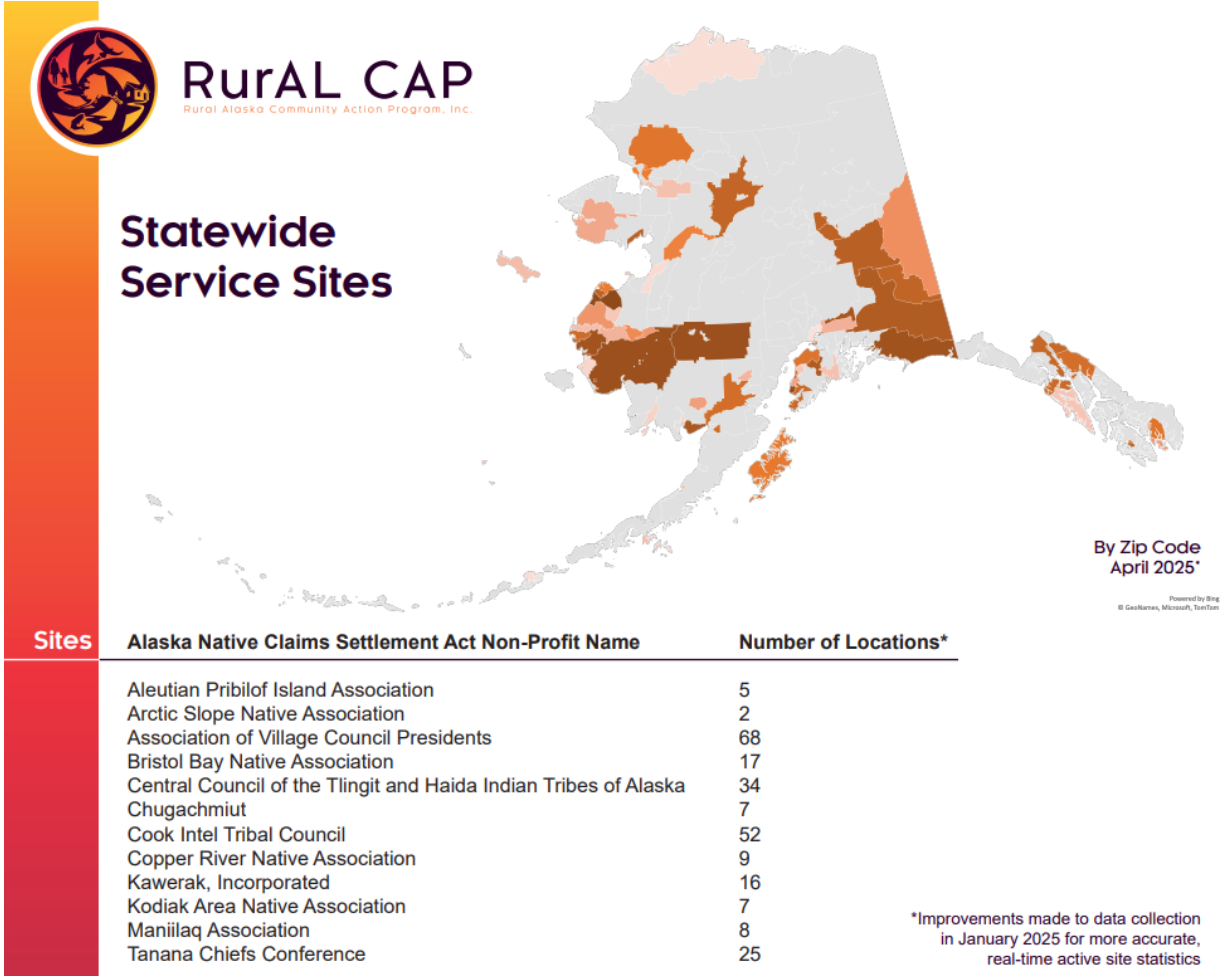 RurAL CAP
Rural Alaska Community Action Program, Inc.
Statewide
Service Sites
By Zip Code
April 2025*
Powered by Bing
© GeoNames, Microsoft, TomTom
Sites Alaska Native Claims Settlement Act Non-Profit Name Number of Locations*
Aleutian Pribilof Island Association 5
Arctic Slope Native Association 2
Association of Village Council Presidents 68
Bristol Bay Native Association 17
Central Council of the Tlingit and Haida Indian Tribes of Alaska 34
Chugachmiut 7
Cook Intel Tribal Council 52
Copper River Native Association 9
Kawerak, Incorporated 16
Kodiak Area Native Association 7
Maniilaq Association 8
Tanana Chiefs Conference 25
*Improvements made to data collection
in January 2025 for more accurate,
real-time active site statistics